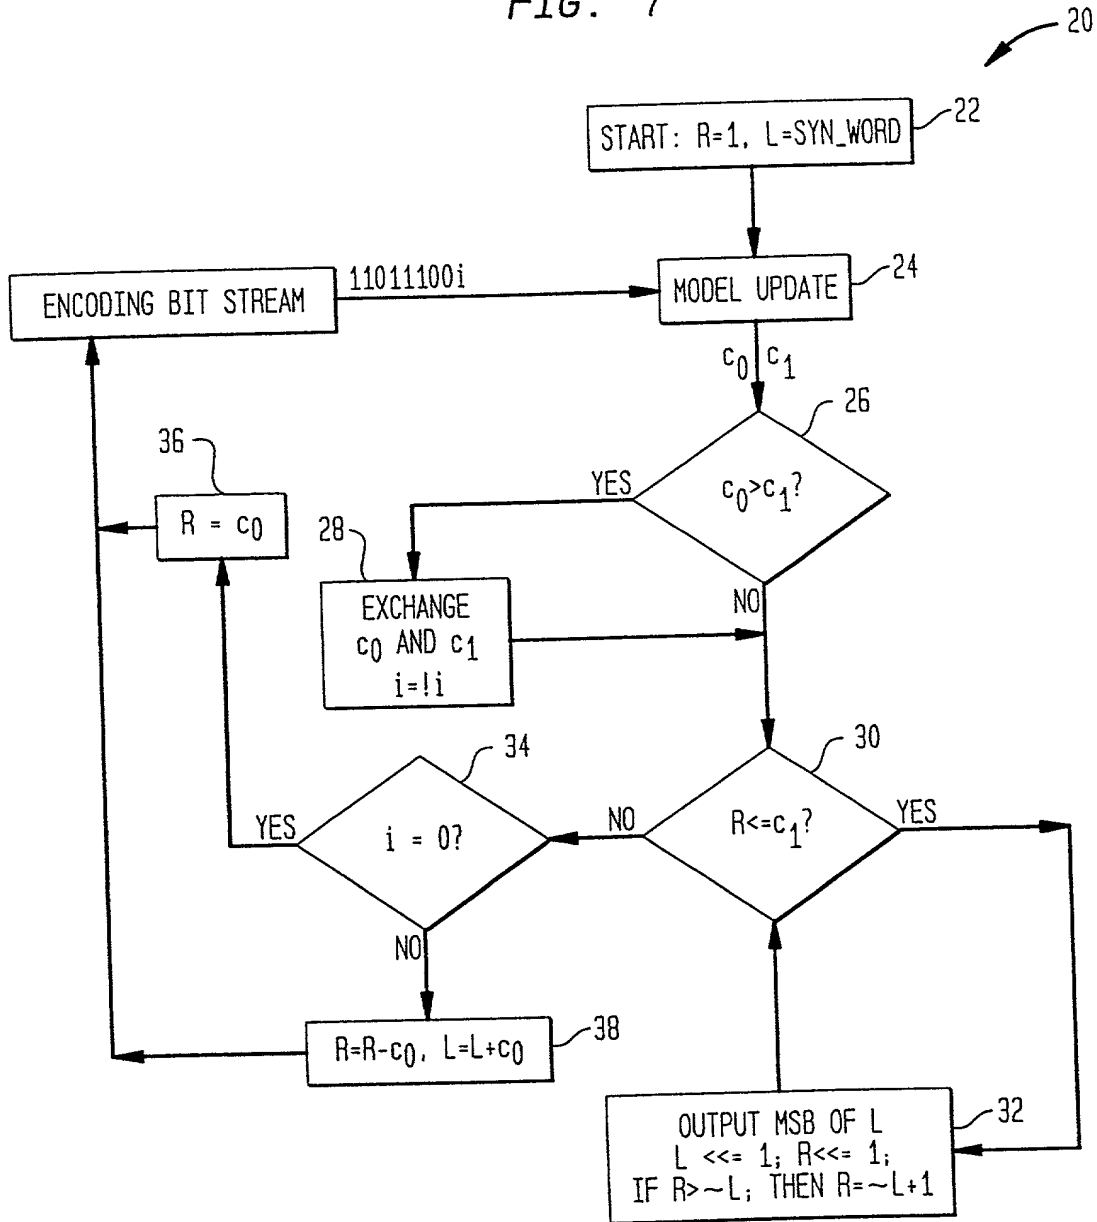 FIG. 7
20
START: R=1, L=SYN_WORD
22
ENCODING BIT STREAM
11011100i
MODEL UPDATE
24
c0 c1
26
c0>c1?
YES
NO
36
R = c0
28
EXCHANGE
c0 AND c1
i=!i
34
i = 0?
YES
NO
30
R<=c1?
NO
YES
R=R-c0, L=L+c0
38
OUTPUT MSB OF L
L <<= 1; R<<= 1;
IF R>~L; THEN R=~L+1
32